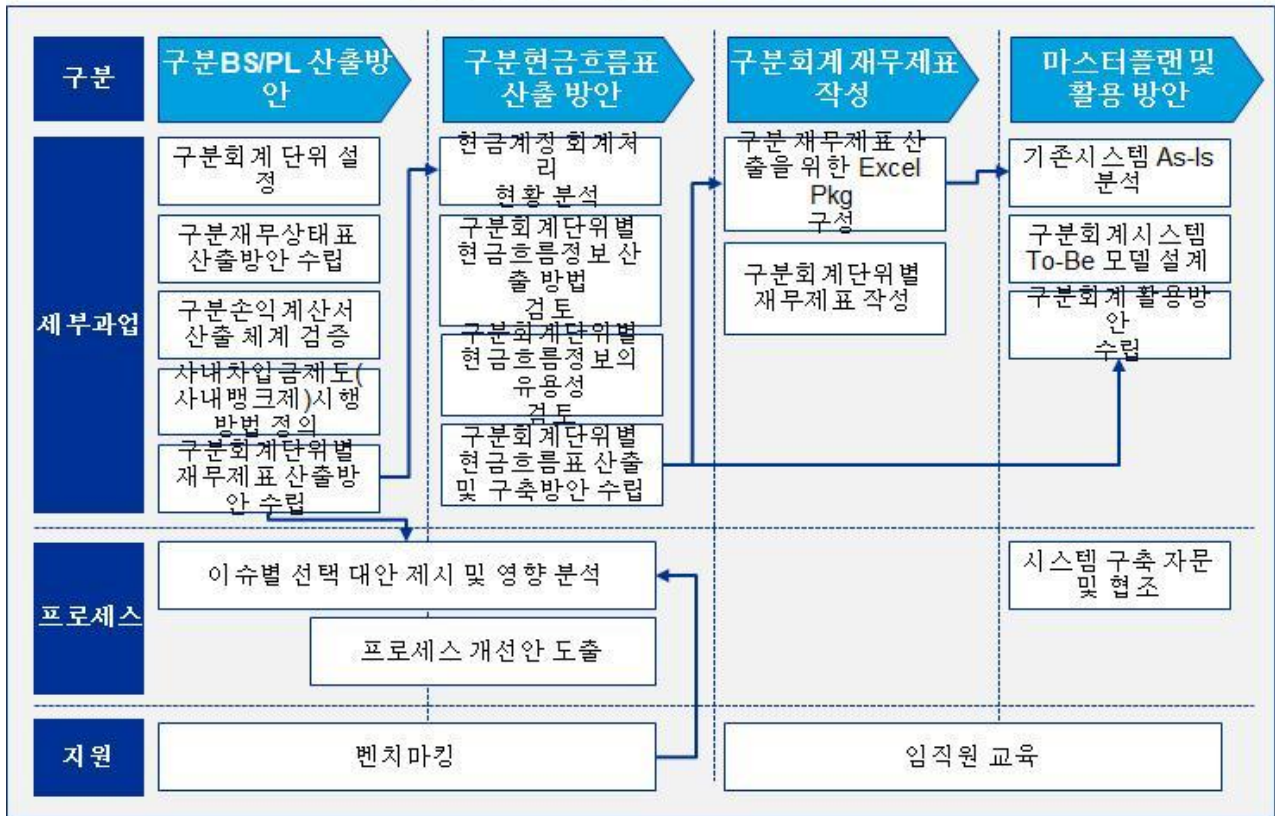 구분
구분BS/PL 산출방
안
구분현금흐름표
산출 방안
구분회계 재무제표
작성
마스터플랜 및
활용 방안
세부과업
구분회계 단위 설
정
구분재무상태표
산출방안 수립
구분손익계산서
산출 체계 검증
사내차입금제도(
사내뱅크제)시행
방법 정의
구분회계단위별
재무제표 산출방
안 수립
현금계정 회계처
리
현황 분석
구분회계단위별
현금흐름정보 산
출 방법
검토
구분회계단위별
현금흐름정보의
유용성
검토
구분회계단위별
현금흐름표 산출
및 구축방안 수립
구분 재무제표 산
출을 위한 Excel
Pkg
구성
구분회계단위별
재무제표 작성
기존시스템 As-Is
분석
구분회계시스템
To-Be 모델 설계
구분회계 활용방
안
수립
프로세스
이슈별 선택 대안 제시 및 영향 분석
프로세스 개선안 도출
시스템 구축 자문
및 협조
지원
벤치마킹
임직원 교육